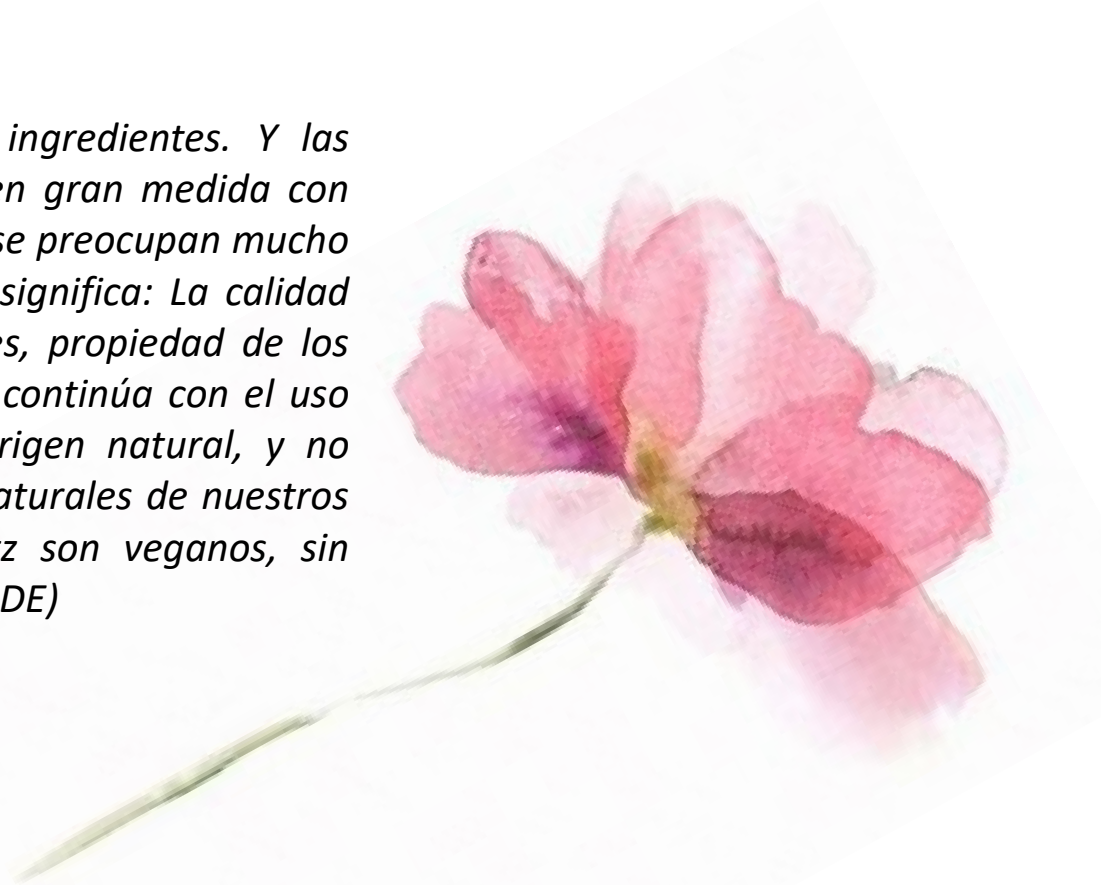 ingredientes. Y las
en gran medida con
se preocupan mucho
significa: La calidad
es, propiedad de los
continúa con el uso
rigen natural, y no
aturales de nuestros
z son veganos, sin
DE)